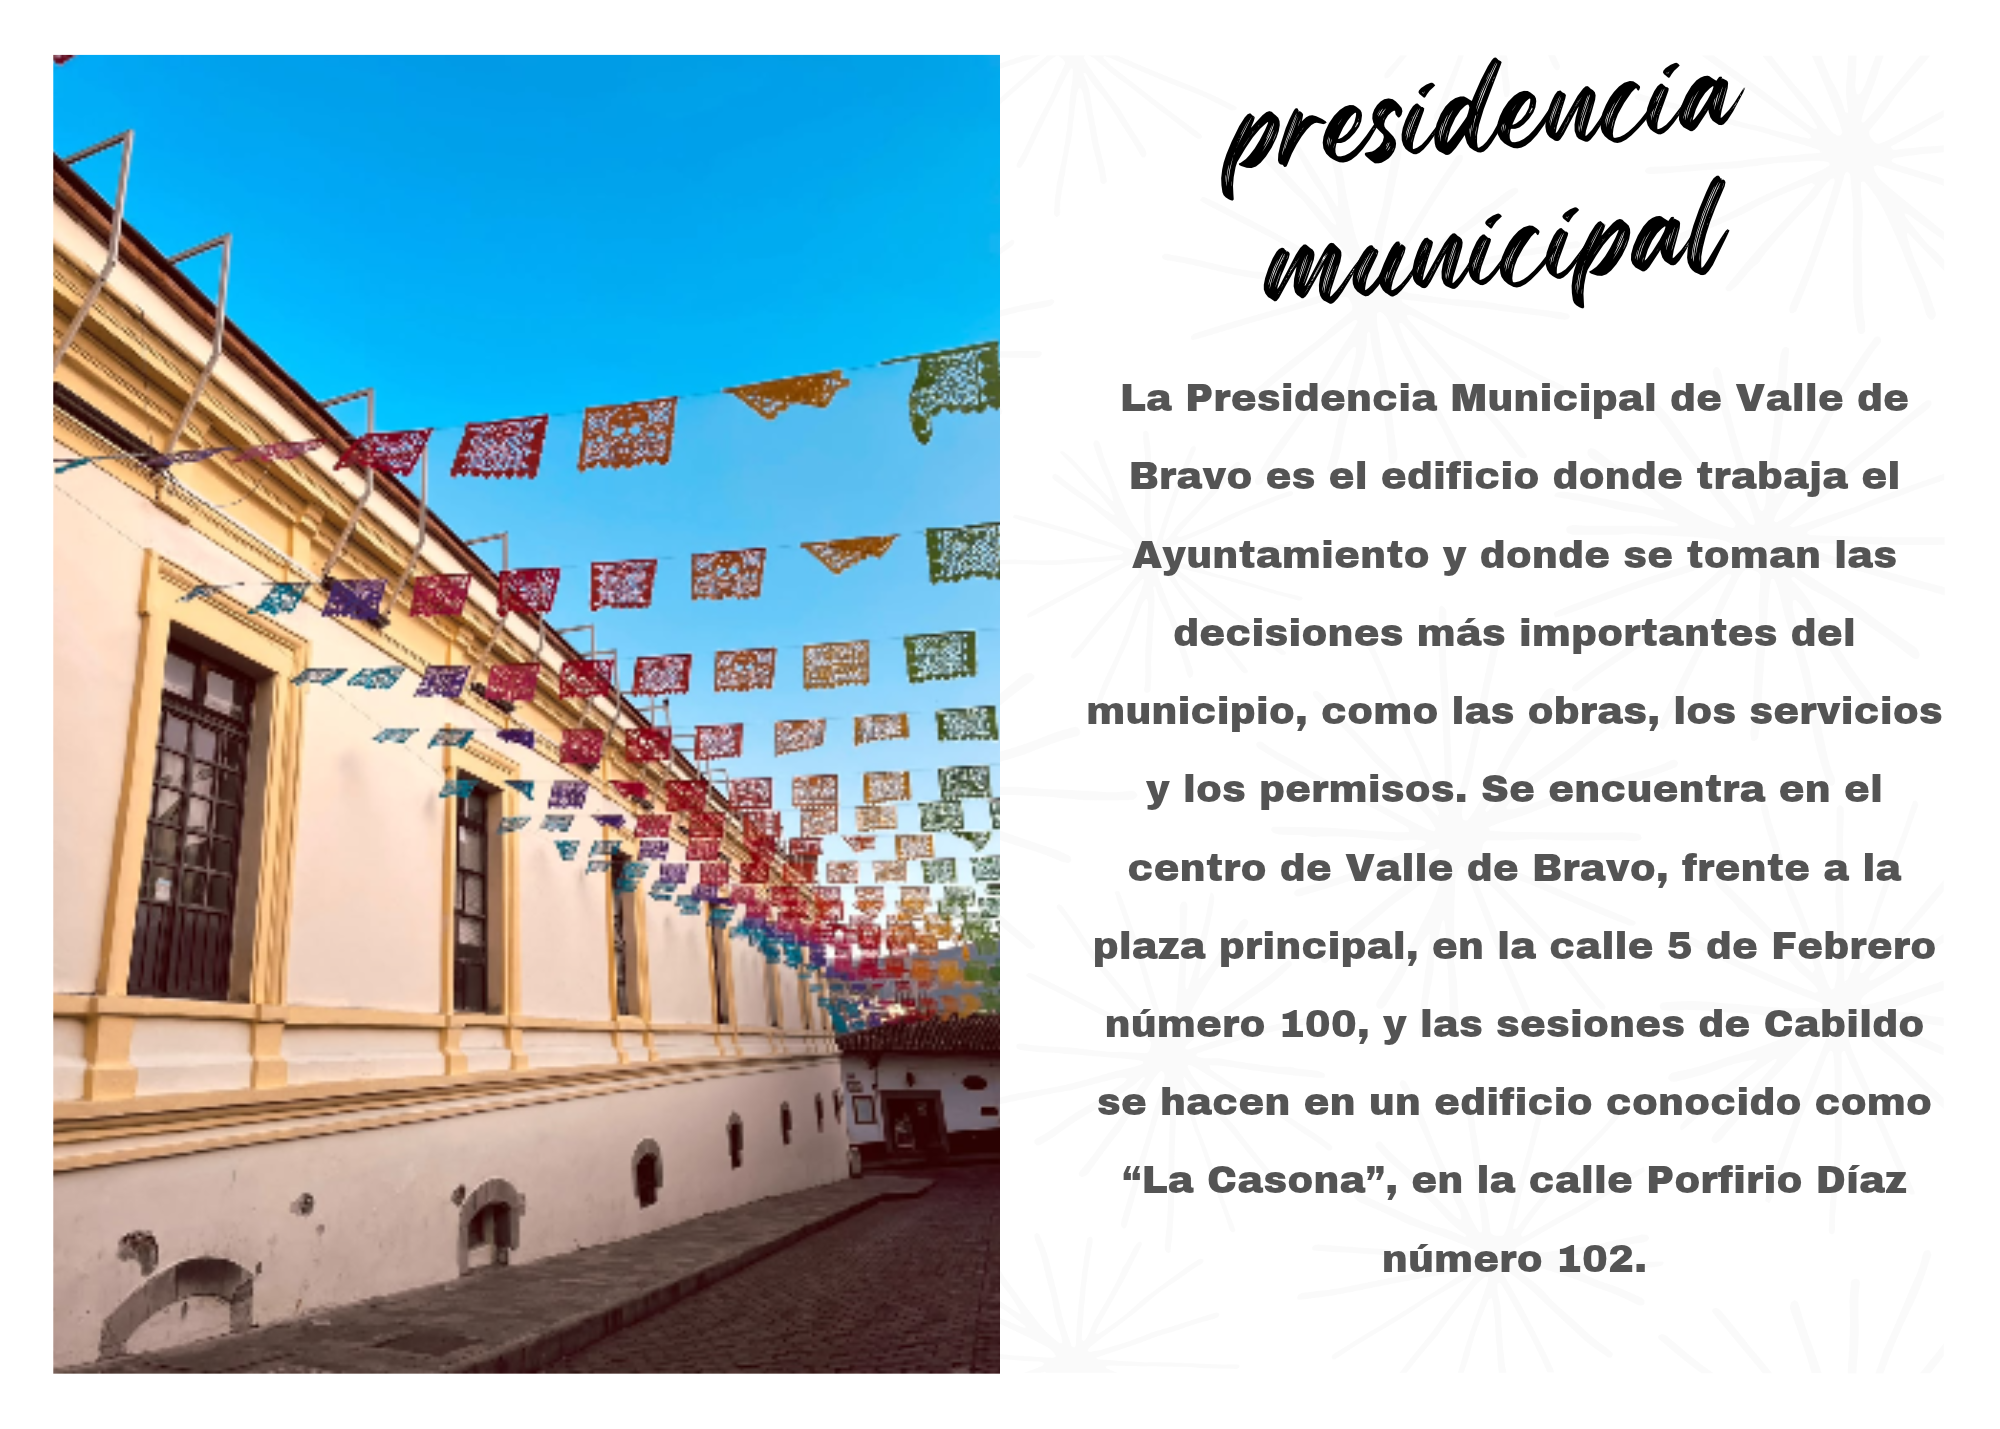 presidencia
municipal
La Presidencia Municipal de Valle de
Bravo es el edificio donde trabaja el
Ayuntamiento y donde se toman las
decisiones más importantes del
municipio, como las obras, los servicios
y los permisos. Se encuentra en el
centro de Valle de Bravo, frente a la
plaza principal, en la calle 5 de Febrero
número 100, y las sesiones de Cabildo
se hacen en un edificio conocido como
“La Casona”, en la calle Porfirio Díaz
número 102.